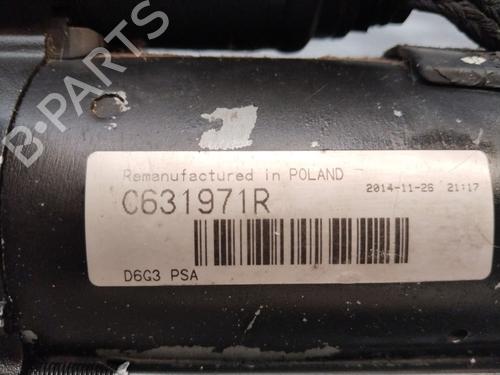 B-PARTS
Remanufactured in POLAND
C631971R
2014-11-26 21:17
D6G3 PSA